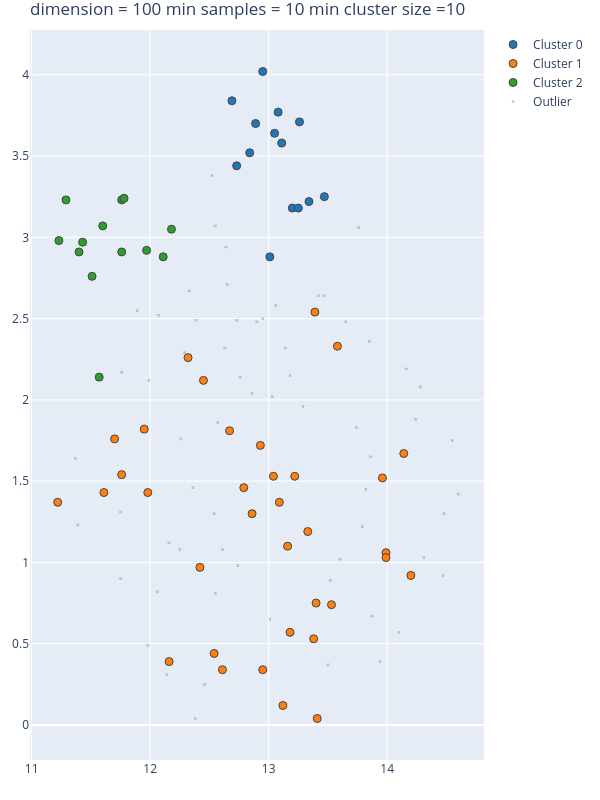 dimension = 100 min samples = 10 min cluster size =10
Cluster 0
Cluster 1
Cluster 2
Outlier
4
3.5
3
2.5
2
1.5
1
0.5
0
11 12 13 14